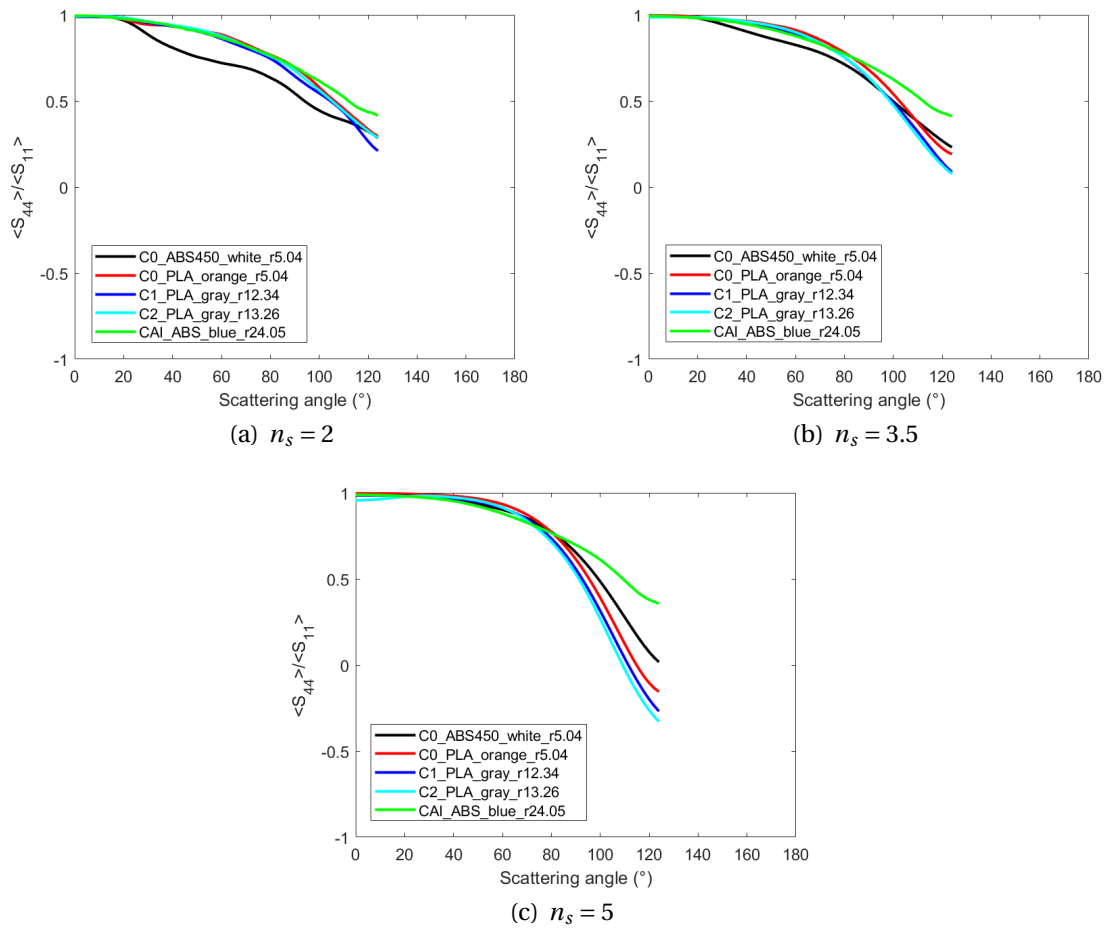 1
0.5
0
-0.5
-1
<S44>/<S11>
C0_ABS450_white_r5.04
C0_PLA_orange_r5.04
C1_PLA_gray_r12.34
C2_PLA_gray_r13.26
CAI_ABS_blue_r24.05
0 20 40 60 80 100 120 140 160 180
Scattering angle (°)
(a) ns = 2
1
0.5
0
-0.5
-1
<S44>/<S11>
C0_ABS450_white_r5.04
C0_PLA_orange_r5.04
C1_PLA_gray_r12.34
C2_PLA_gray_r13.26
CAI_ABS_blue_r24.05
0 20 40 60 80 100 120 140 160 180
Scattering angle (°)
(b) ns = 3.5
1
0.5
0
-0.5
-1
<S44>/<S11>
C0_ABS450_white_r5.04
C0_PLA_orange_r5.04
C1_PLA_gray_r12.34
C2_PLA_gray_r13.26
CAI_ABS_blue_r24.05
0 20 40 60 80 100 120 140 160 180
Scattering angle (°)
(c) ns = 5